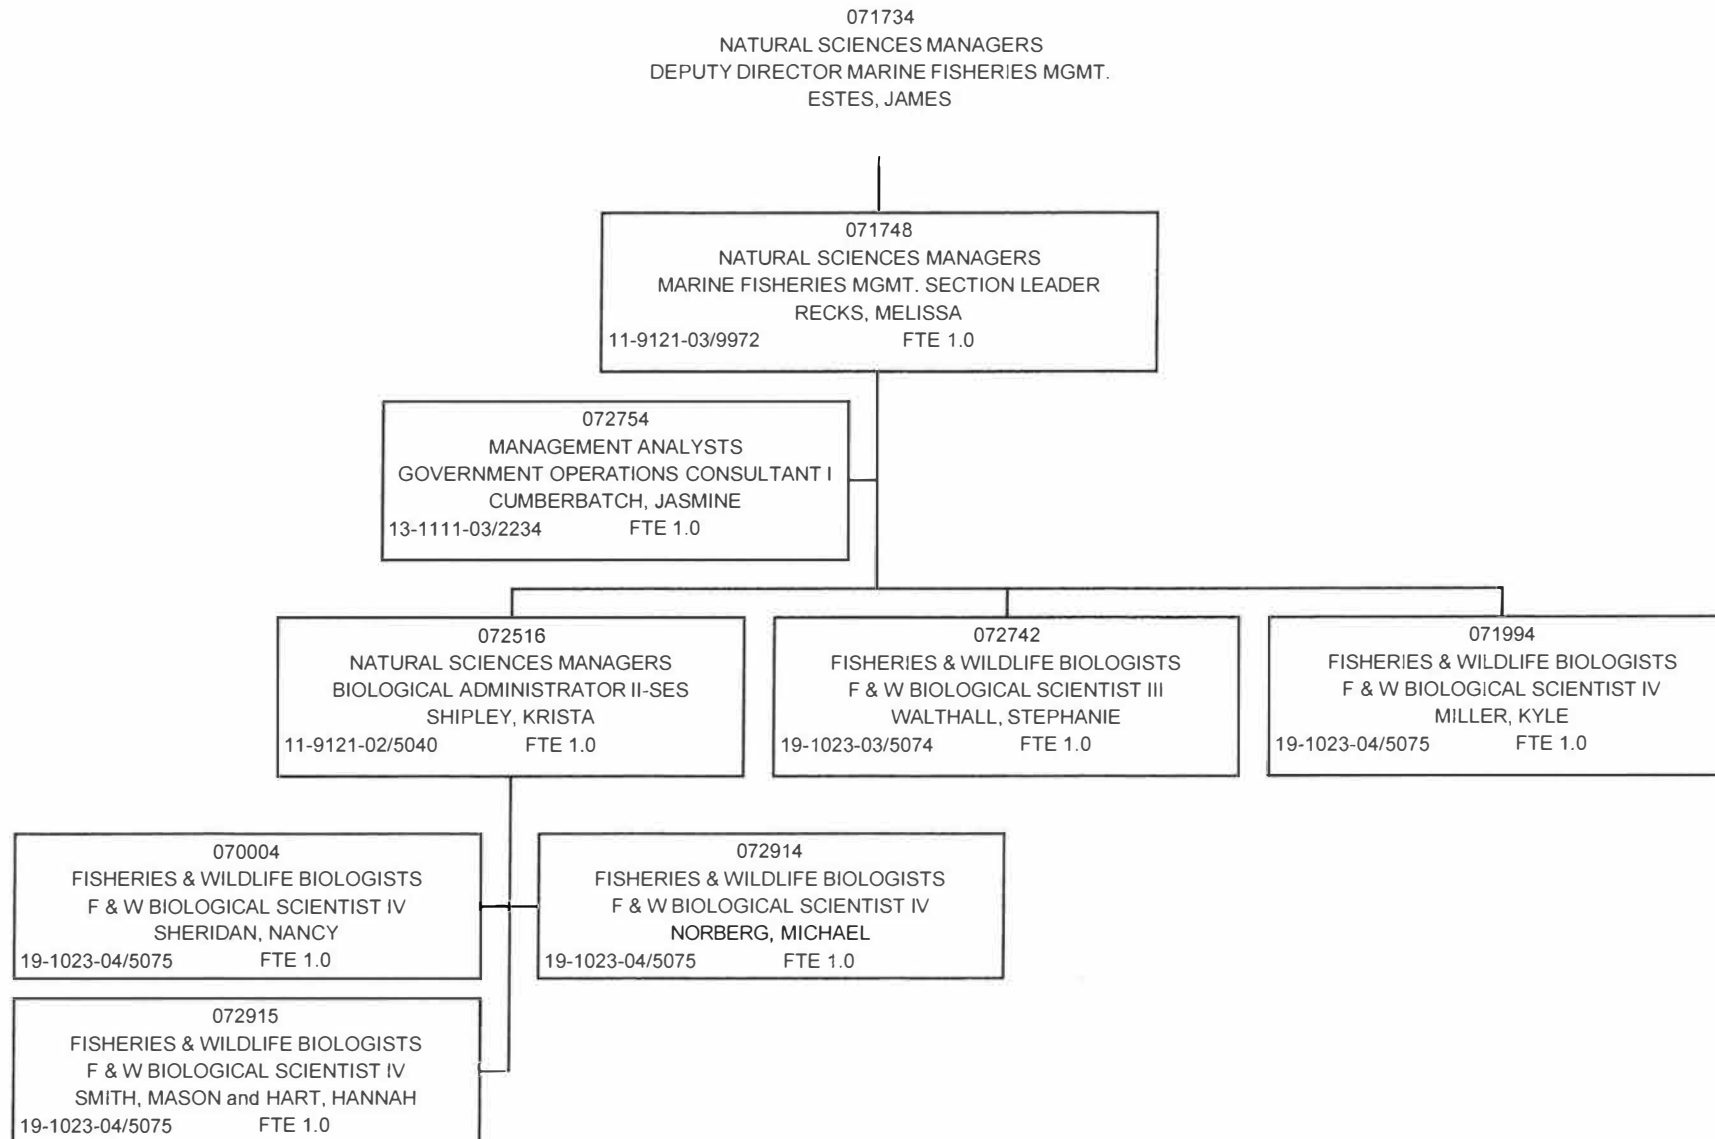 071734
NATURAL SCIENCES MANAGERS
DEPUTY DIRECTOR MARINE FISHERIES MGMT.
ESTES, JAMES
071748
NATURAL SCIENCES MANAGERS
MARINE FISHERIES MGMT. SECTION LEADER
RECKS, MELISSA
11-9121-03/9972 FTE 1.0
072754
MANAGEMENT ANALYSTS
GOVERNMENT OPERATIONS CONSULTANT I
CUMBERBATCH, JASMINE
13-1111-03/2234 FTE 1.0
072516
NATURAL SCIENCES MANAGERS
BIOLOGICAL ADMINISTRATOR II-SES
SHIPLEY, KRISTA
11-9121-02/5040 FTE 1.0
072742
FISHERIES & WILDLIFE BIOLOGISTS
F & W BIOLOGICAL SCIENTIST III
WALTHALL, STEPHANIE
19-1023-03/5074 FTE 1.0
071994
FISHERIES & WILDLIFE BIOLOGISTS
F & W BIOLOGICAL SCIENTIST IV
MILLER, KYLE
19-1023-04/5075 FTE 1.0
070004
FISHERIES & WILDLIFE BIOLOGISTS
F & W BIOLOGICAL SCIENTIST IV
SHERIDAN, NANCY
19-1023-04/5075 FTE 1.0
072914
FISHERIES & WILDLIFE BIOLOGISTS
F & W BIOLOGICAL SCIENTIST IV
NORBERG, MICHAEL
19-1023-04/5075 FTE 1.0
072915
FISHERIES & WILDLIFE BIOLOGISTS
F & W BIOLOGICAL SCIENTIST IV
SMITH, MASON and HART, HANNAH
19-1023-04/5075 FTE 1.0